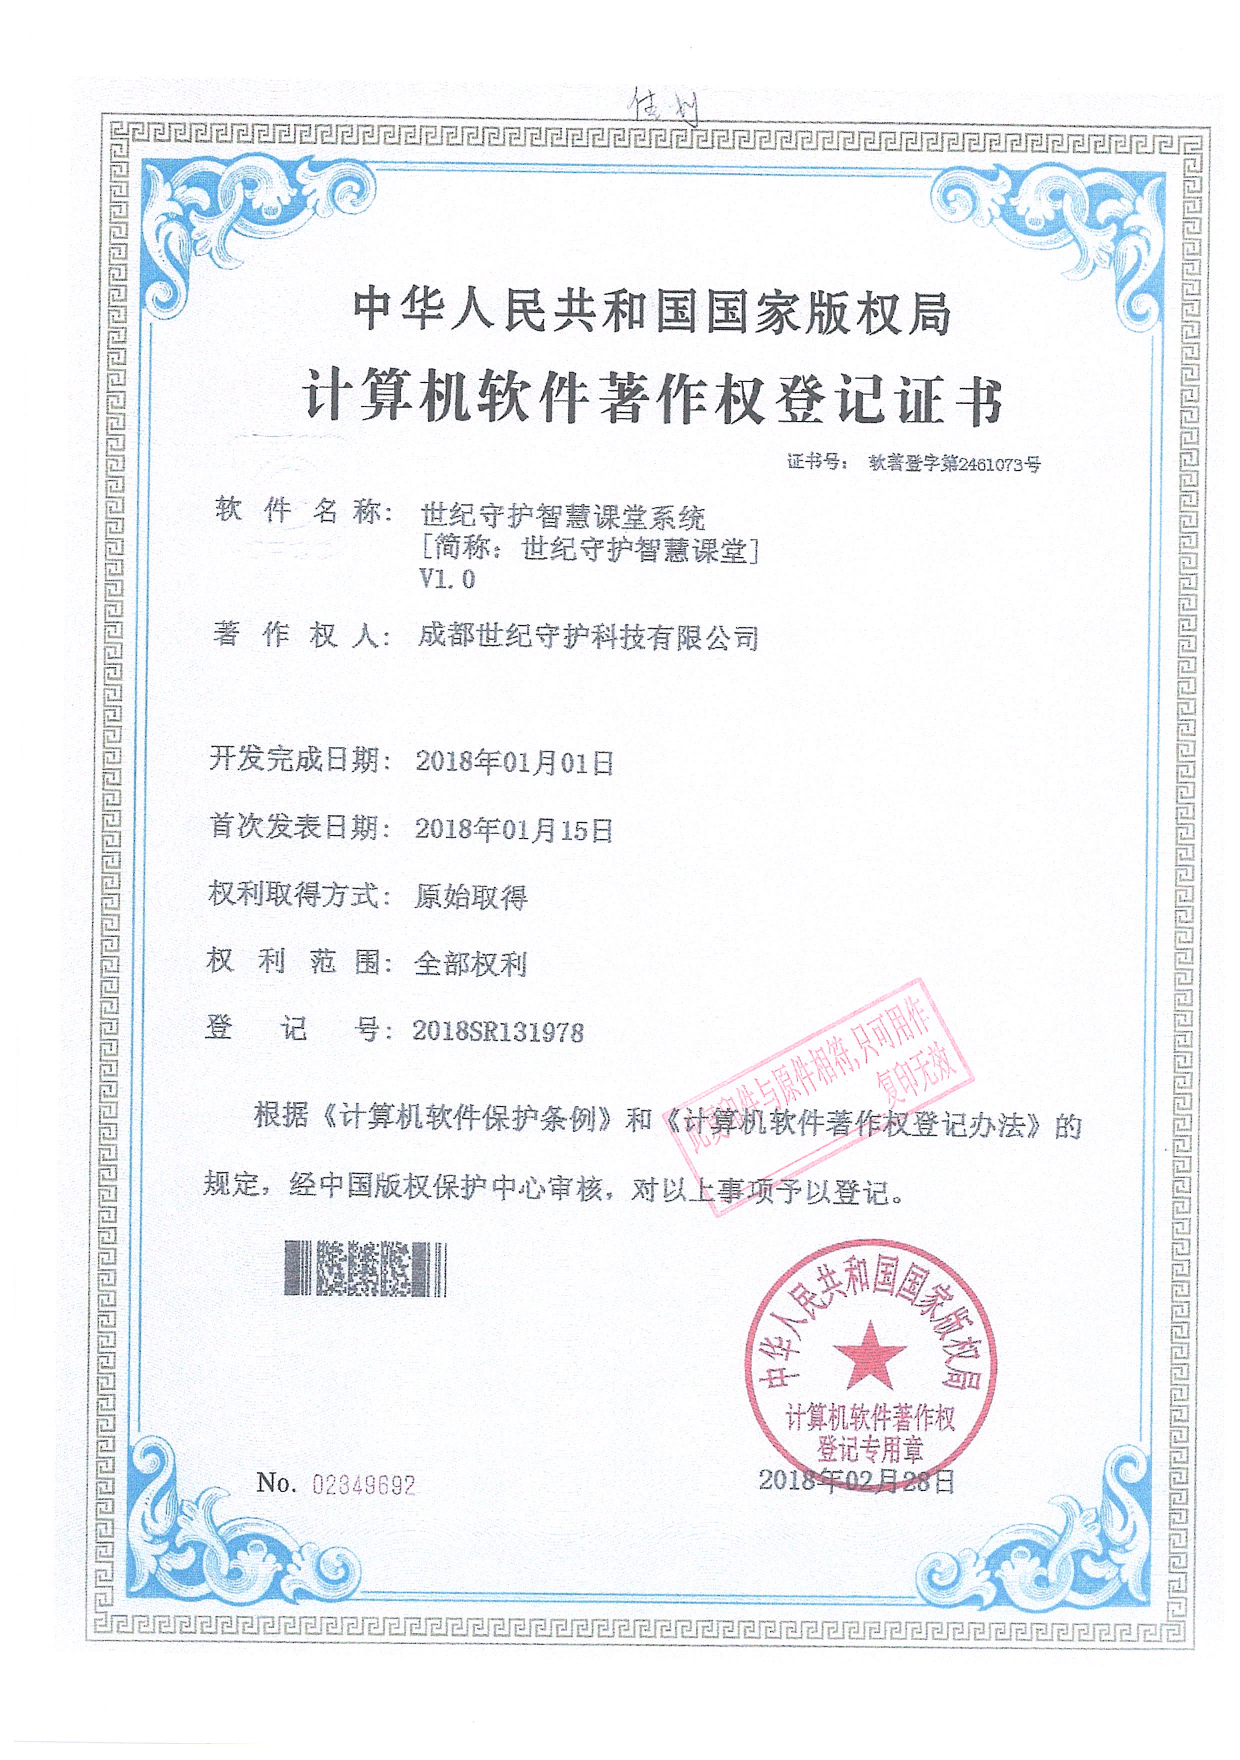 中华人民共和国国家版权局
计算机软件著作权登记证书
证书号： 软著登字第2461073号
软件名称： 世纪守护智慧课堂系统
[简称： 世纪守护智慧课堂]
V1.0
著作权人： 成都世纪守护科技有限公司
开发完成日期： 2018年01月01日
首次发表日期： 2018年01月15日
权利取得方式： 原始取得
权利范围： 全部权利
登记号： 2018SR131978
此复印件与原件相符,只可用作
复印无效
根据《计算机软件保护条例》和《计算机软件著作权登记办法》的
规定，经中国版权保护中心审核，对以上事项予以登记。
中华人民共和国国家版权局
计算机软件著作权
登记专用章
2018年02月28日
No. 02349692